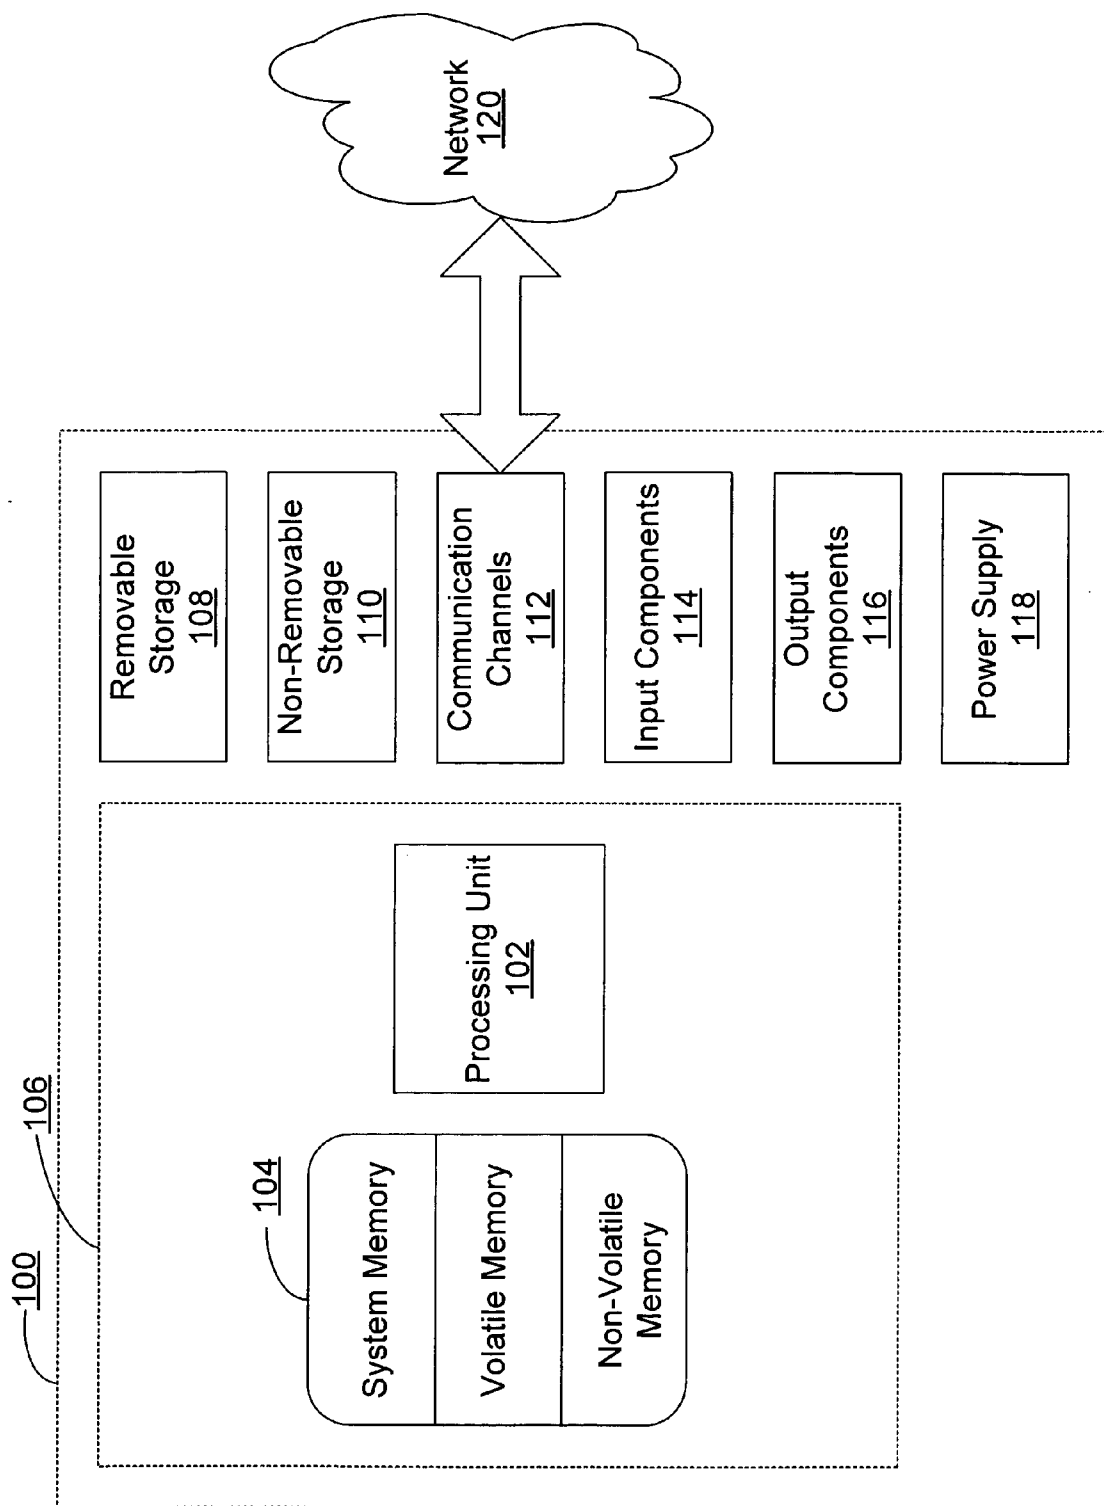 100
106
104
System Memory
Volatile Memory
Non-Volatile
Memory
Processing Unit
102
Removable
Storage
108
Non-Removable
Storage
110
Communication
Channels
112
Input Components
114
Output
Components
116
Power Supply
118
Network
120